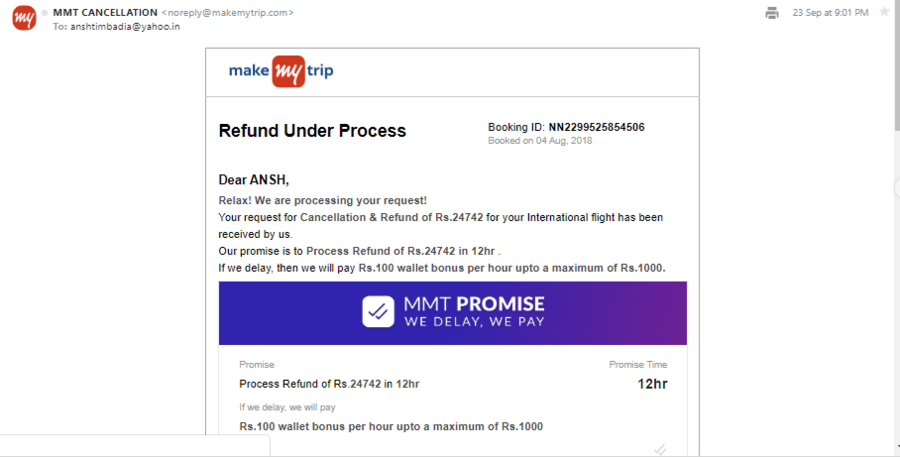 my
MMT CANCELLATION <noreply@makemytrip.com>
23 Sep at 9:01 PM
To: anshtimbadia@yahoo.in
make my trip
Refund Under Process
Booking ID: NN2299525854506
Booked on 04 Aug, 2018
Dear ANSH,
Relax! We are processing your request!
Your request for Cancellation & Refund of Rs.24742 for your International flight has been
received by us.
Our promise is to Process Refund of Rs.24742 in 12hr .
If we delay, then we will pay Rs.100 wallet bonus per hour upto a maximum of Rs.1000.
MMT PROMISE
WE DELAY, WE PAY
Promise
Promise Time
Process Refund of Rs.24742 in 12hr
12hr
If we delay, we will pay
Rs.100 wallet bonus per hour upto a maximum of Rs.1000